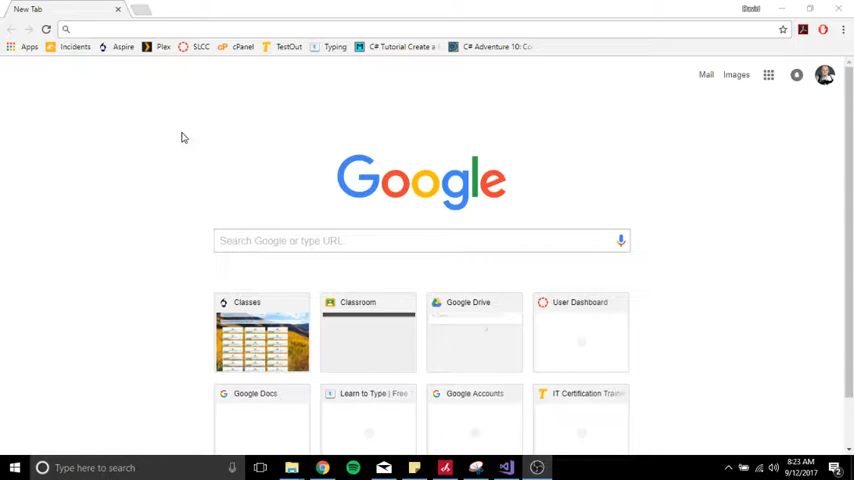 New Tab
David
Apps Incidents Aspire Plex SLCC cPanel TestOut Typing C# Tutorial Create a C# Adventure 10: Co
Mail Images
Google
Search Google or type URL
Classes Classroom Google Drive User Dashboard
Google Docs Learn to Type | Free Google Accounts IT Certification Traine
Type here to search
8:23 AM
9/12/2017